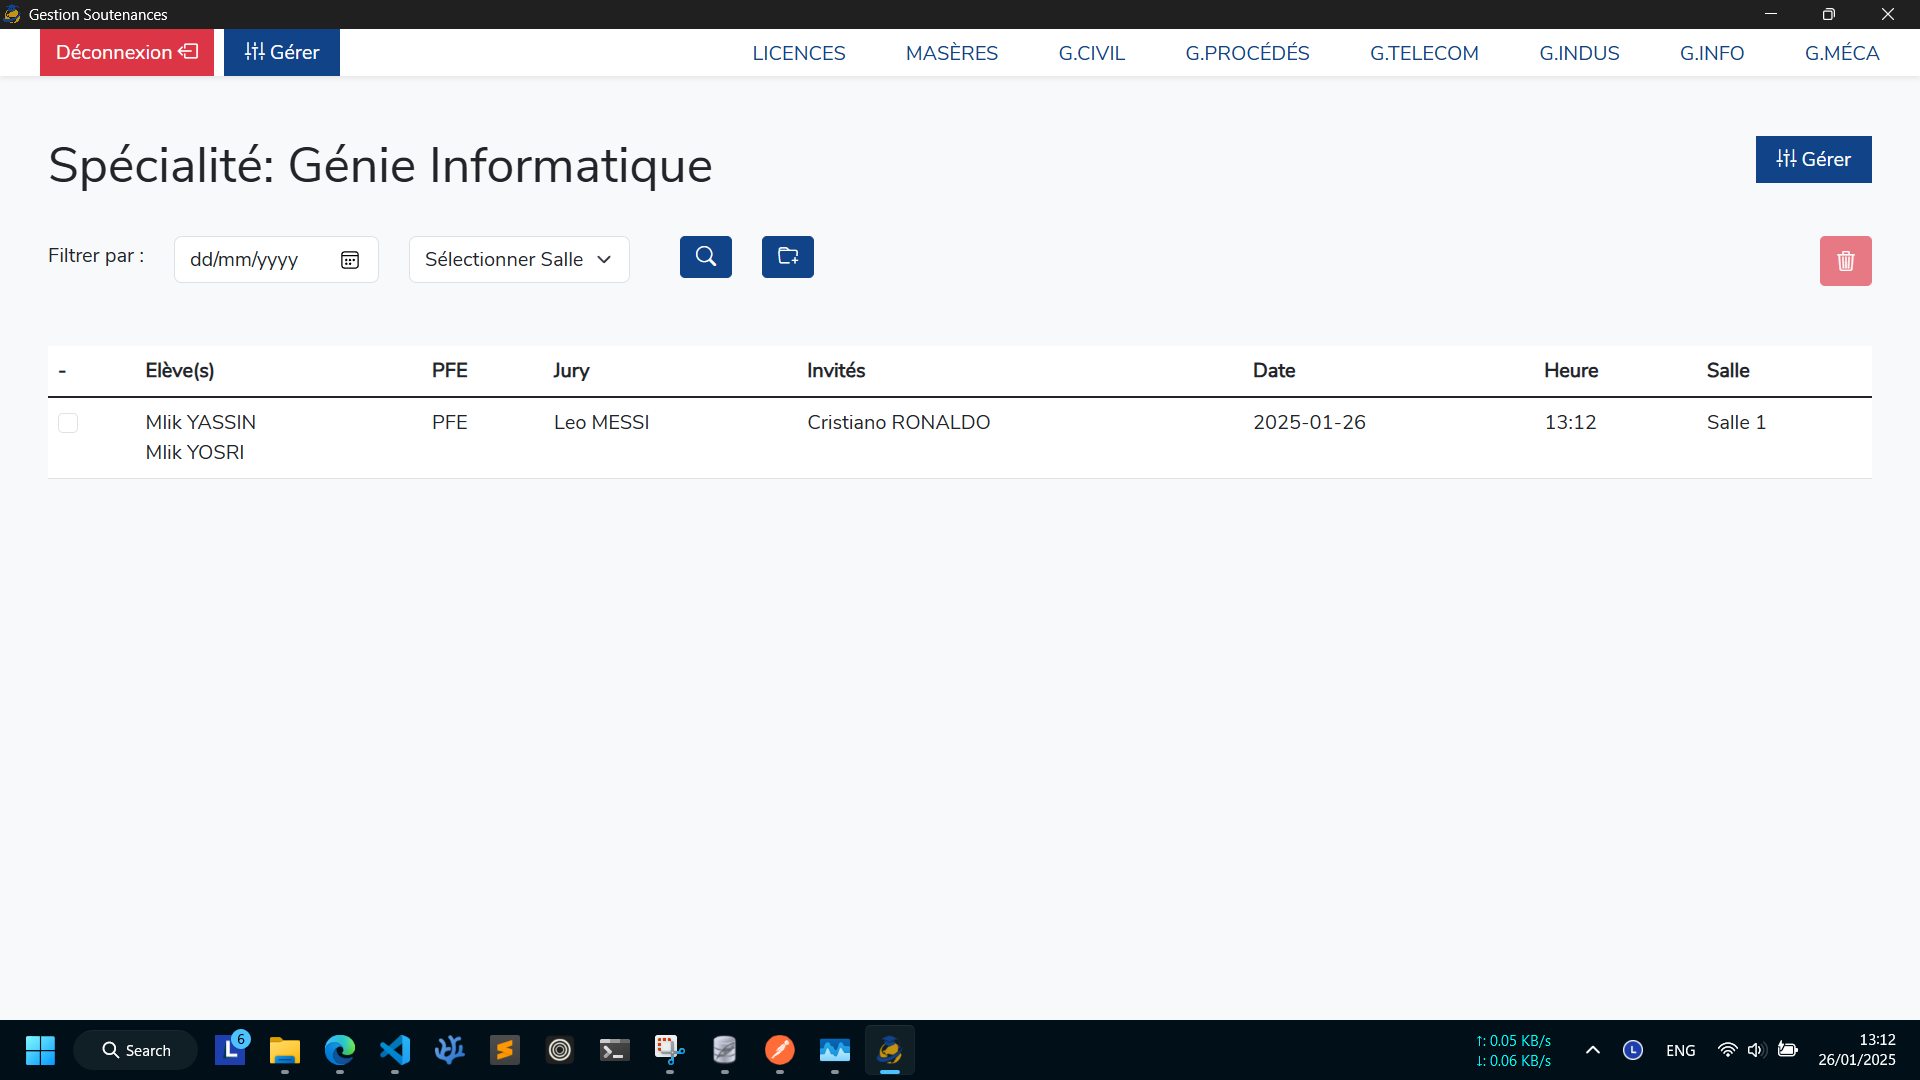 Gestion Soutenances
Déconnexion Gérer LICENCES MASÈRES G.CIVIL G.PROCÉDÉS G.TELECOM G.INDUS G.INFO G.MÉCA
Spécialité: Génie Informatique Gérer
Filtrer par : dd/mm/yyyy Sélectionner Salle
- Elève(s) PFE Jury Invités Date Heure Salle
Mlik YASSIN PFE Leo MESSI Cristiano RONALDO 2025-01-26 13:12 Salle 1
Mlik YOSRI
Search L 6 ↑: 0.05 KB/s L ENG 13:12
↓: 0.06 KB/s 26/01/2025